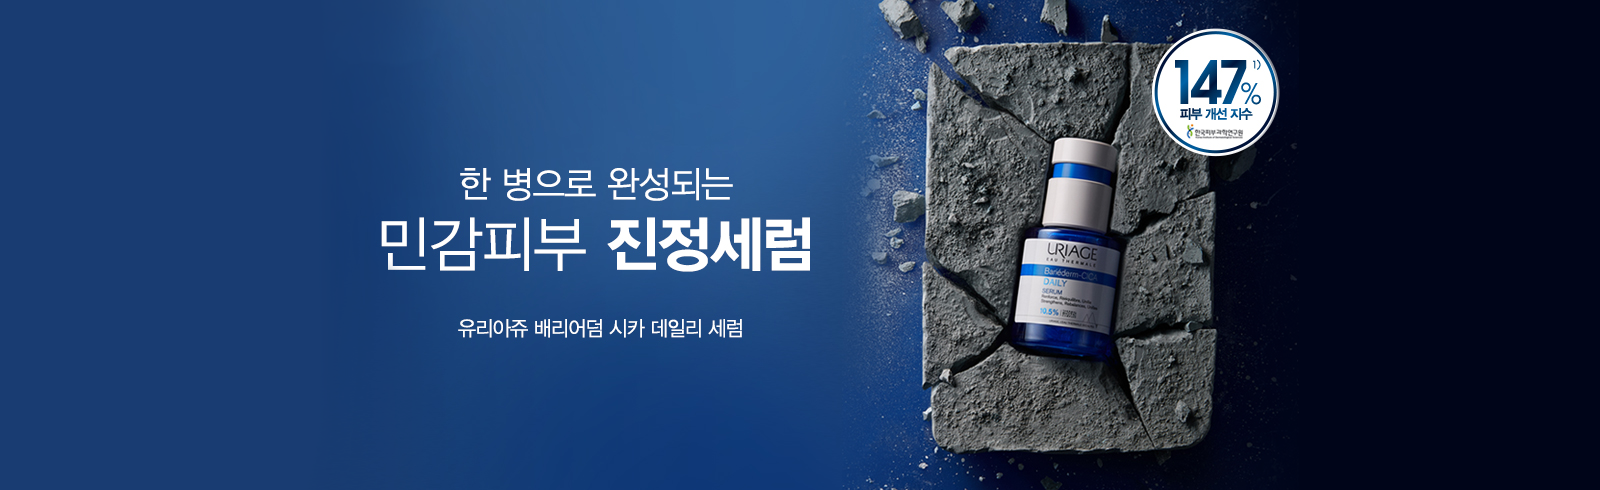 한 병으로 완성되는
민감피부 진정세럼
유리아쥬 배리어덤 시카 데일리 세럼
147%1)
피부 개선 지수
한국피부과학연구원
URIAGE
EAU THERMALE
Bariéderm-CICA
DAILY
SERUM
10.5%